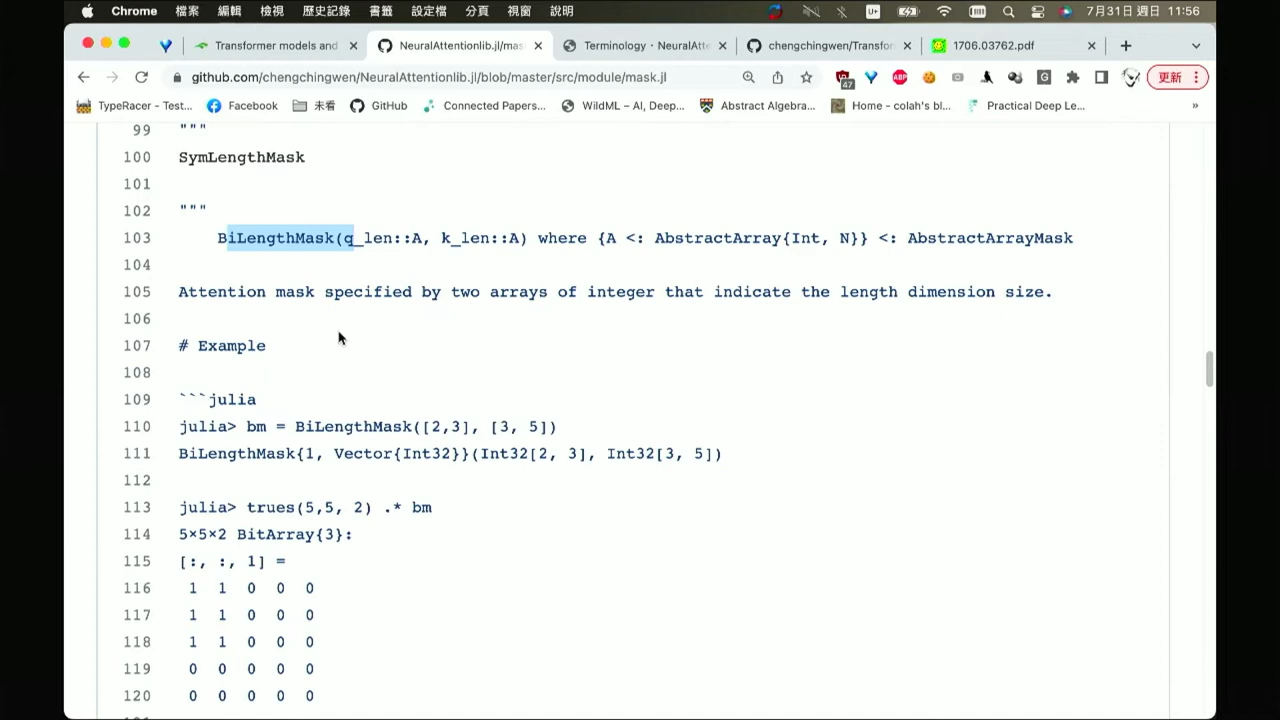 Chrome 檔案 編輯 檢視 歷史記錄 書籤 設定檔 分頁 視窗 說明 U+ 7月31日 週日 11:56
Transformer models and NeuralAttentionlib.jl/mas Terminology · NeuralAtte chengchingwen/Transfor 1706.03762.pdf
github.com/chengchingwen/NeuralAttentionlib.jl/blob/master/src/module/mask.jl 47 ABP G 更新
TypeRacer - Test... Facebook 未看 GitHub Connected Papers... WildML – AI, Deep... Abstract Algebra... Home - colah's bl... Practical Deep Le... »
99 """
100 SymLengthMask
101
102 """
103 BiLengthMask(q_len::A, k_len::A) where {A <: AbstractArray{Int, N}} <: AbstractArrayMask
104
105 Attention mask specified by two arrays of integer that indicate the length dimension size.
106
107 # Example
108
109 ```julia
110 julia> bm = BiLengthMask([2,3], [3, 5])
111 BiLengthMask{1, Vector{Int32}}(Int32[2, 3], Int32[3, 5])
112
113 julia> trues(5,5, 2) .* bm
114 5×5×2 BitArray{3}:
115 [:, :, 1] =
116 1 1 0 0 0
117 1 1 0 0 0
118 1 1 0 0 0
119 0 0 0 0 0
120 0 0 0 0 0